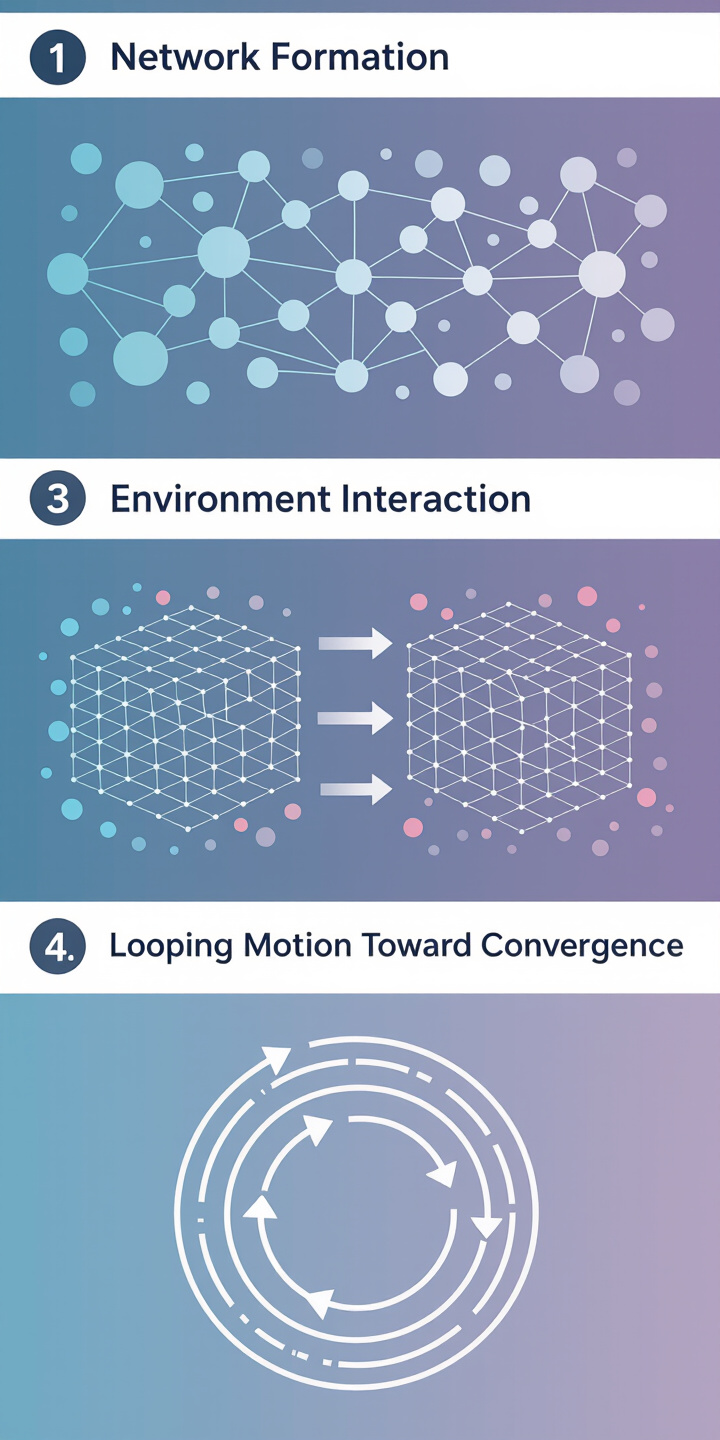 1 Network Formation
3 Environment Interaction
4. Looping Motion Toward Convergence